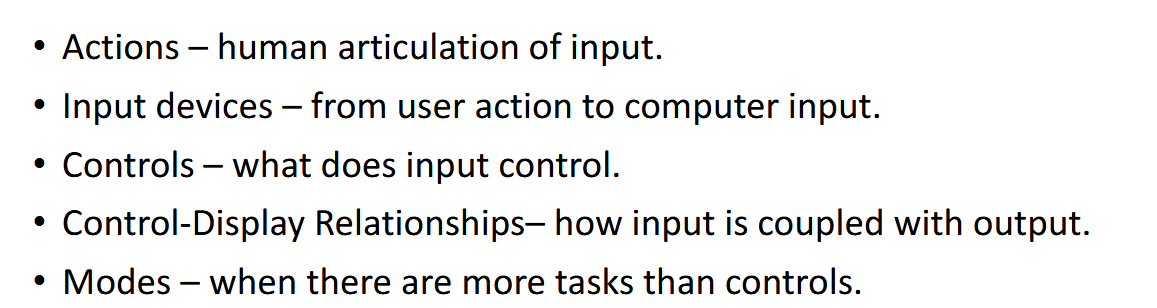 • Actions – human articulation of input.
• Input devices – from user action to computer input.
• Controls – what does input control.
• Control-Display Relationships– how input is coupled with output.
• Modes – when there are more tasks than controls.